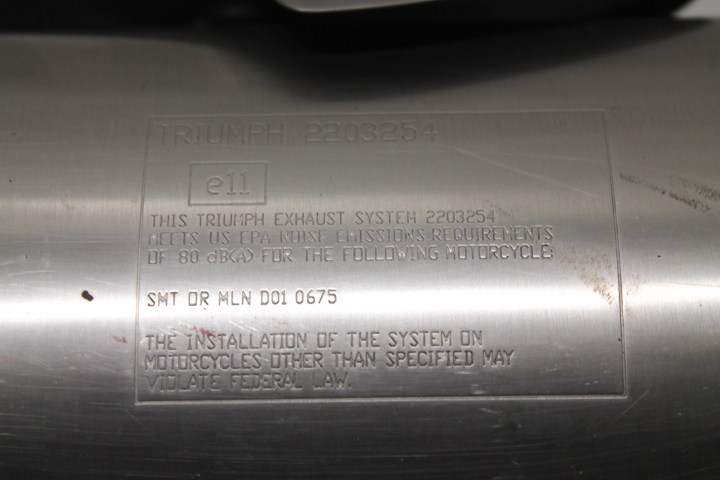 TRIUMPH 2203254
e11
THIS TRIUMPH EXHAUST SYSTEM 2203254
MEETS US EPA NOISE EMISSIONS REQUIREMENTS
OF 80 dB(A) FOR THE FOLLOWING MOTORCYCLE:
SMT OR MLN D01 0675
THE INSTALLATION OF THE SYSTEM ON
MOTORCYCLES OTHER THAN SPECIFIED MAY
VIOLATE FEDERAL LAW.